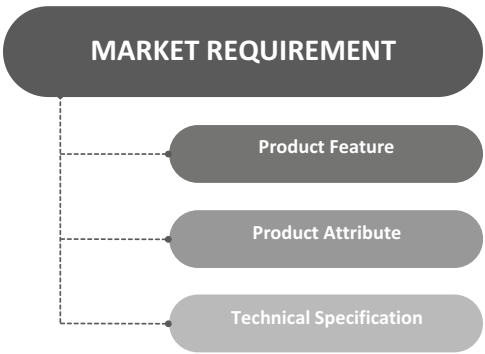 MARKET REQUIREMENT
Product Feature
Product Attribute
Technical Specification